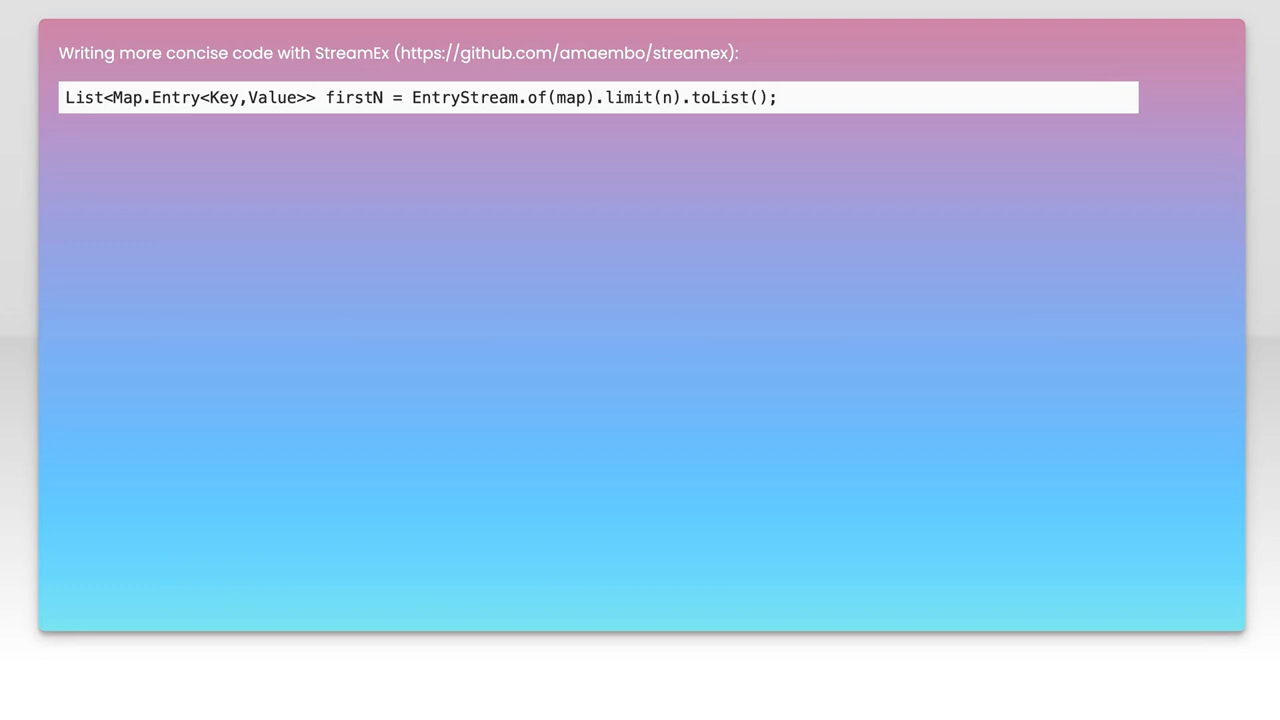 Writing more concise code with StreamEx (https://github.com/amaembo/streamex):
List<Map.Entry<Key,Value>> firstN = EntryStream.of(map).limit(n).toList();